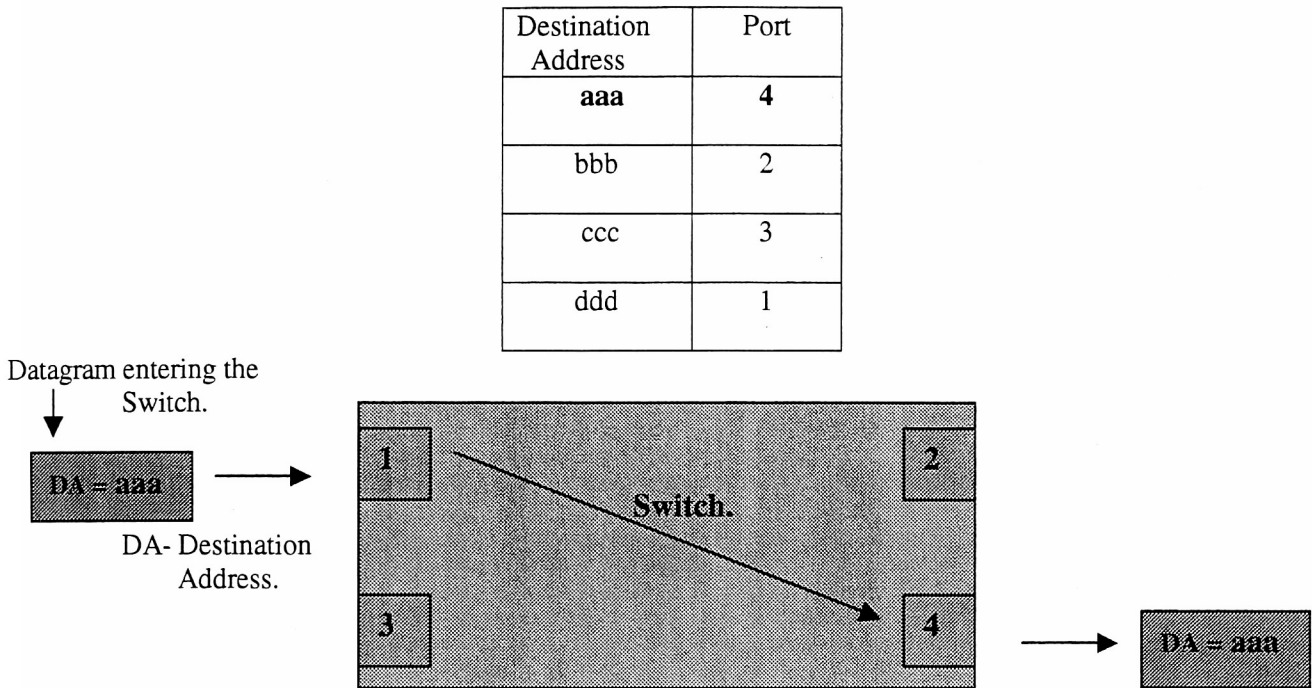 Destination Port
Address
aaa 4
bbb 2
ccc 3
ddd 1
Datagram entering the
Switch.
DA = aaa
DA- Destination
Address.
1 2
Switch.
3 4
DA = aaa